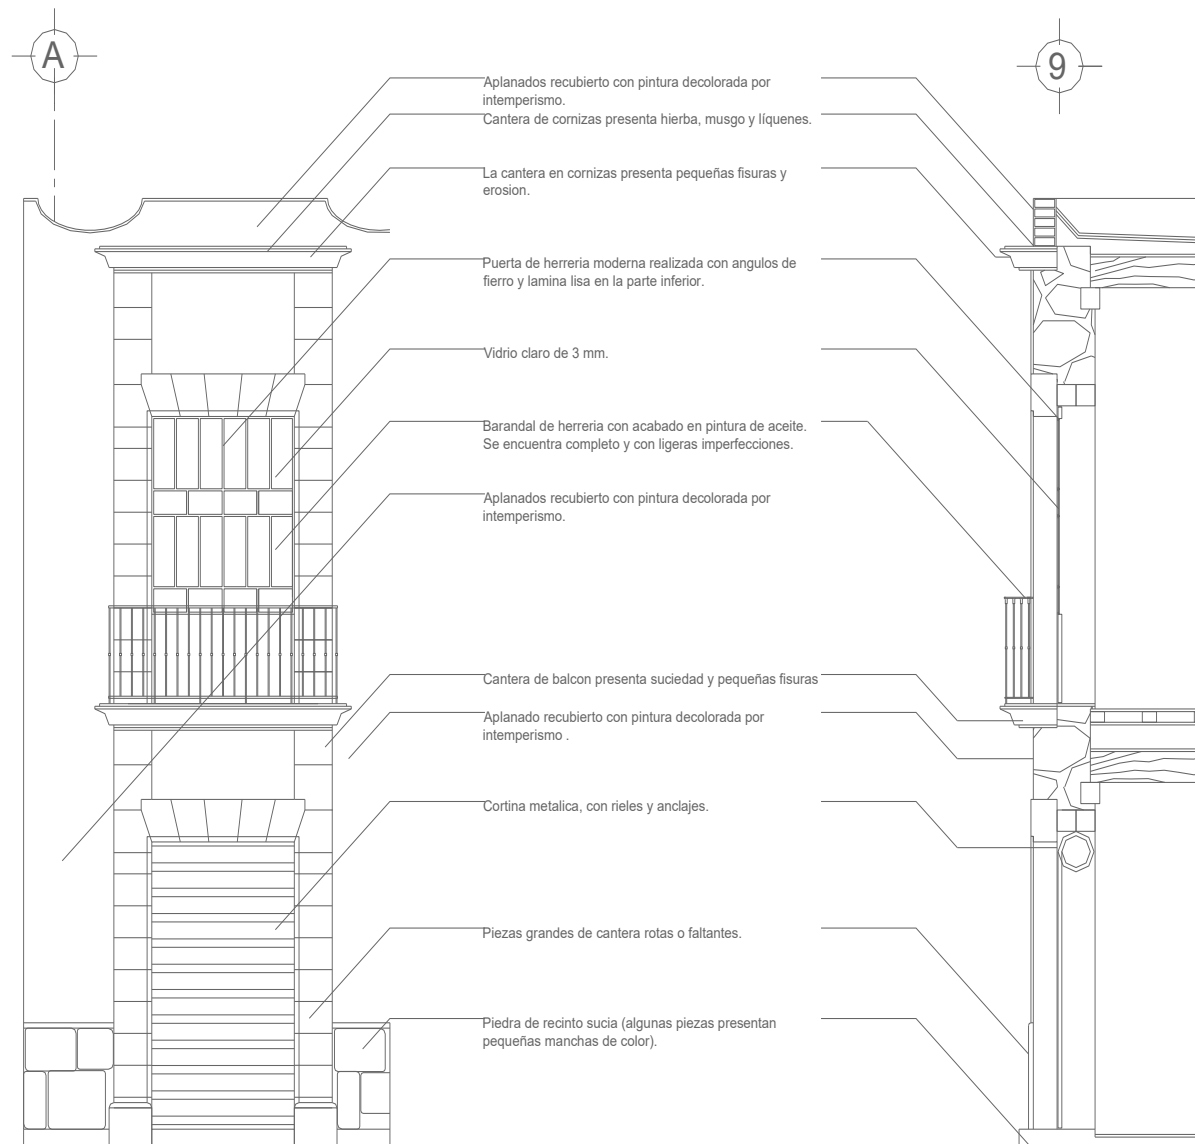 A
9
Aplanados recubierto con pintura decolorada por
intemperismo.
Cantera de cornizas presenta hierba, musgo y líquenes.
La cantera en cornizas presenta pequeñas fisuras y
erosion.
Puerta de herreria moderna realizada con angulos de
fierro y lamina lisa en la parte inferior.
Vidrio claro de 3 mm.
Barandal de herreria con acabado en pintura de aceite.
Se encuentra completo y con ligeras imperfecciones.
Aplanados recubierto con pintura decolorada por
intemperismo.
Cantera de balcon presenta suciedad y pequeñas fisuras
Aplanado recubierto con pintura decolorada por
intemperismo .
Cortina metalica, con rieles y anclajes.
Piezas grandes de cantera rotas o faltantes.
Piedra de recinto sucia (algunas piezas presentan
pequeñas manchas de color).